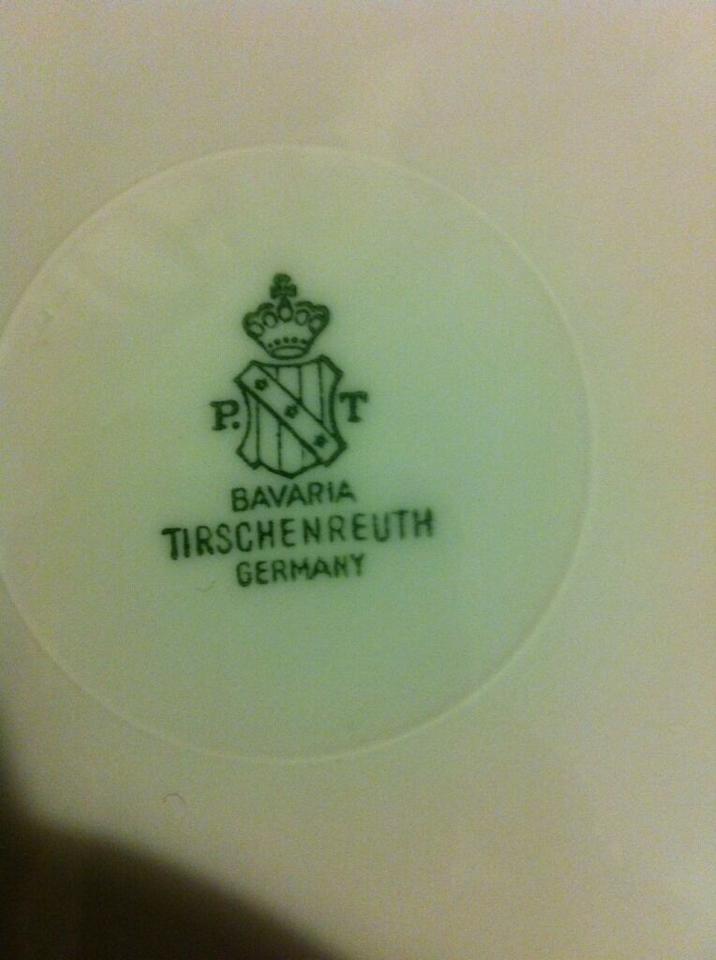 P. T
BAVARIA
TIRSCHENREUTH
GERMANY